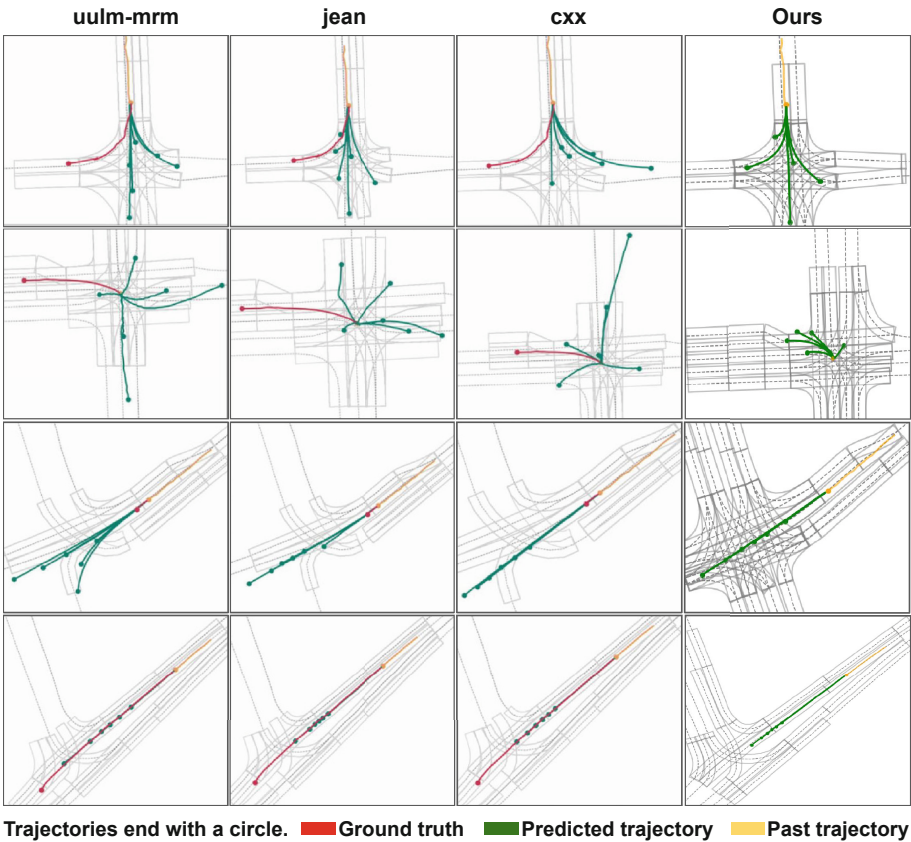 uulm-mrm jean cxx Ours
Trajectories end with a circle. Ground truth Predicted trajectory Past trajectory